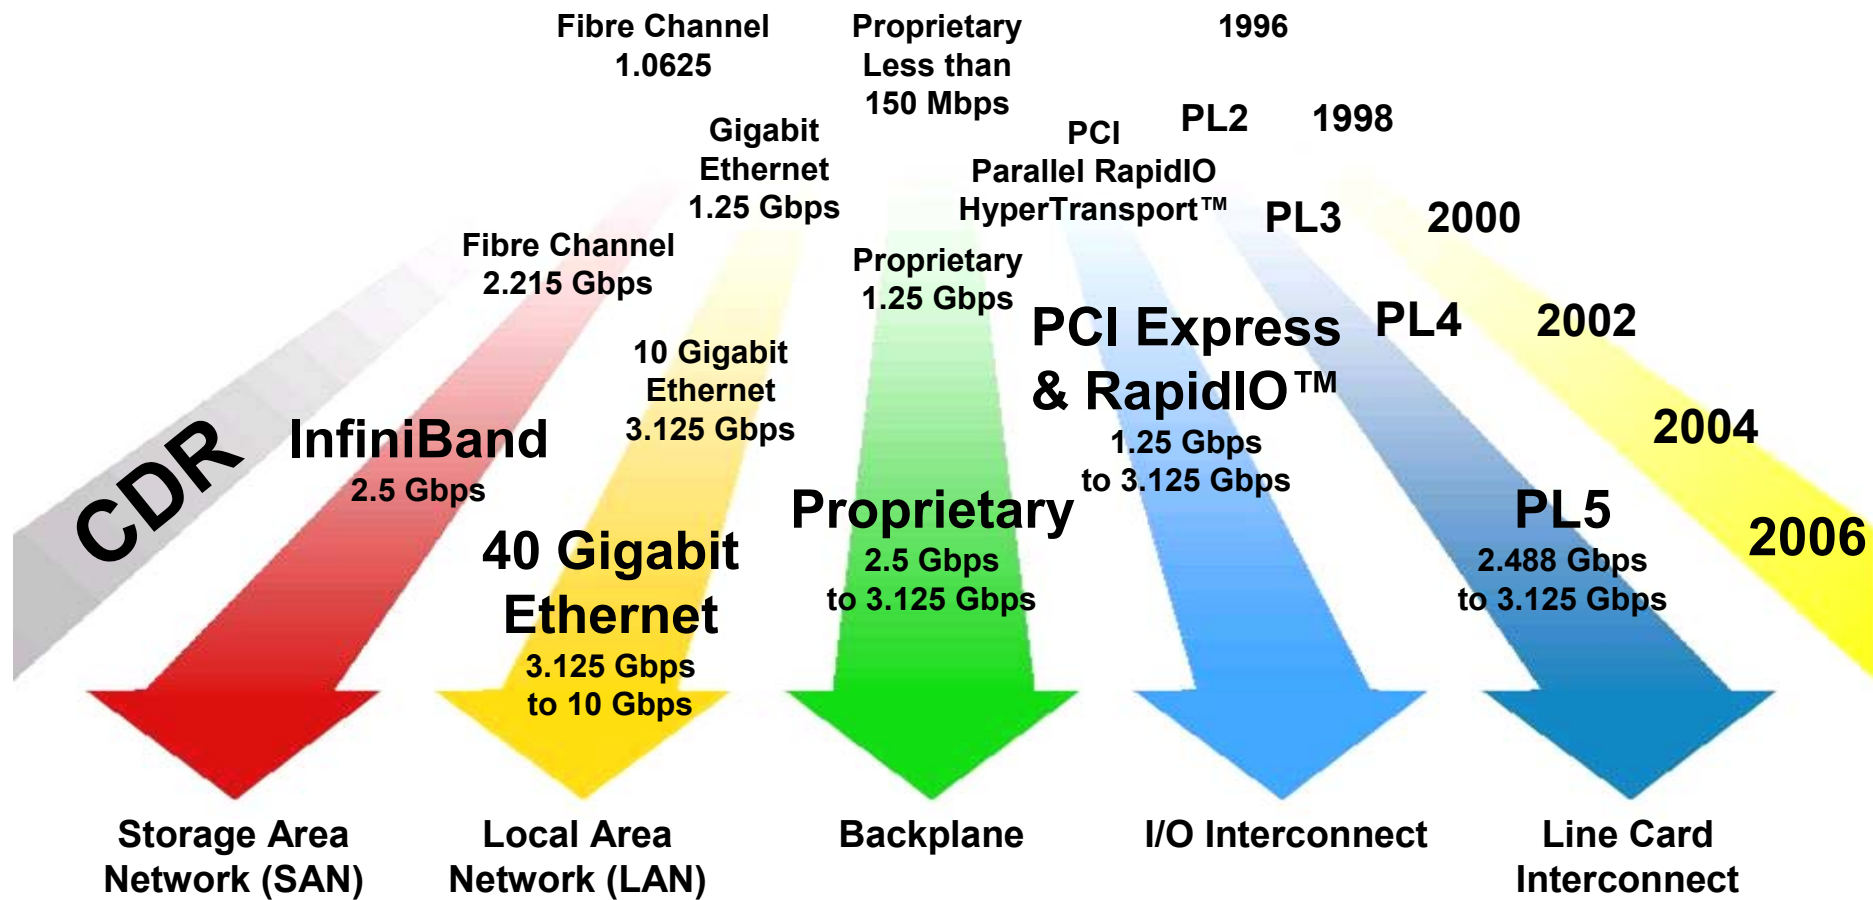 Fibre Channel
1.0625
Proprietary
Less than
150 Mbps
1996
Gigabit
Ethernet
1.25 Gbps
PCI
Parallel RapidIO
HyperTransport™
PL2
1998
Fibre Channel
2.215 Gbps
Proprietary
1.25 Gbps
PL3
2000
10 Gigabit
Ethernet
3.125 Gbps
PCI Express
& RapidIO™
1.25 Gbps
to 3.125 Gbps
PL4
2002
CDR
InfiniBand
2.5 Gbps
2004
40 Gigabit
Ethernet
3.125 Gbps
to 10 Gbps
Proprietary
2.5 Gbps
to 3.125 Gbps
PL5
2.488 Gbps
to 3.125 Gbps
2006
Storage Area
Network (SAN)
Local Area
Network (LAN)
Backplane
I/O Interconnect
Line Card
Interconnect